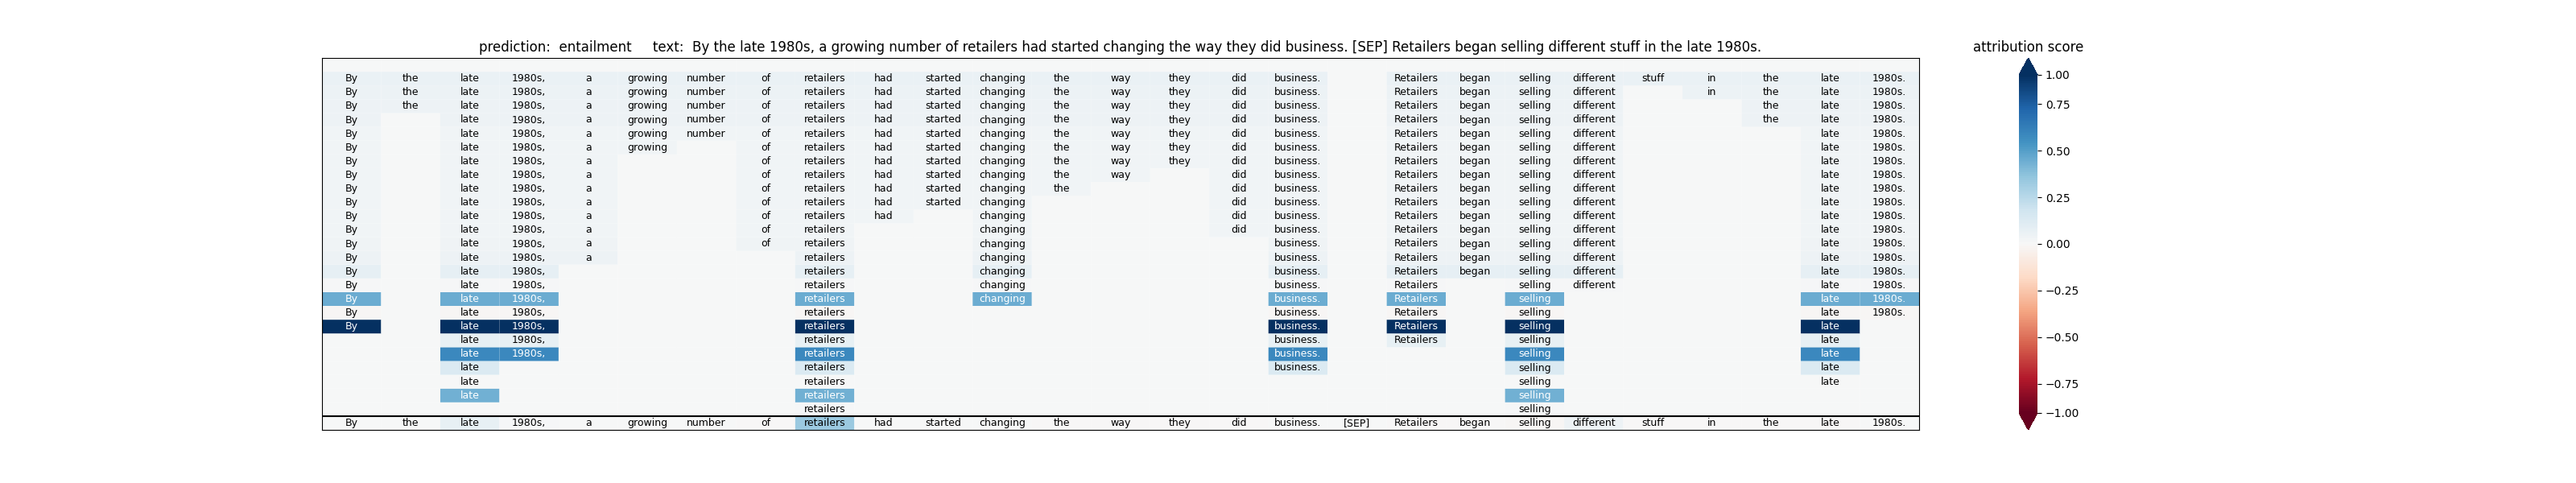 prediction: entailment text: By the late 1980s, a growing number of retailers had started changing the way they did business. [SEP] Retailers began selling different stuff in the late 1980s.
attribution score
By the late 1980s, a growing number of retailers had started changing the way they did business. Retailers began selling different stuff in the late 1980s.
By the late 1980s, a growing number of retailers had started changing the way they did business. Retailers began selling different in the late 1980s.
By the late 1980s, a growing number of retailers had started changing the way they did business. Retailers began selling different the late 1980s.
By late 1980s, a growing number of retailers had started changing the way they did business. Retailers began selling different the late 1980s.
By late 1980s, a growing number of retailers had started changing the way they did business. Retailers began selling different late 1980s.
By late 1980s, a growing of retailers had started changing the way they did business. Retailers began selling different late 1980s.
By late 1980s, a of retailers had started changing the way they did business. Retailers began selling different late 1980s.
By late 1980s, a of retailers had started changing the way did business. Retailers began selling different late 1980s.
By late 1980s, a of retailers had started changing the did business. Retailers began selling different late 1980s.
By late 1980s, a of retailers had started changing did business. Retailers began selling different late 1980s.
By late 1980s, a of retailers had changing did business. Retailers began selling different late 1980s.
By late 1980s, a of retailers changing did business. Retailers began selling different late 1980s.
By late 1980s, a of retailers changing business. Retailers began selling different late 1980s.
By late 1980s, a retailers changing business. Retailers began selling different late 1980s.
By late 1980s, retailers changing business. Retailers began selling different late 1980s.
By late 1980s, retailers changing business. Retailers selling different late 1980s.
By late 1980s, retailers changing business. Retailers selling late 1980s.
By late 1980s, retailers business. Retailers selling late 1980s.
By late 1980s, retailers business. Retailers selling late
late 1980s, retailers business. Retailers selling late
late 1980s, retailers business. selling late
late retailers business. selling late
late retailers selling late
late retailers selling
retailers selling
By the late 1980s, a growing number of retailers had started changing the way they did business. [SEP] Retailers began selling different stuff in the late 1980s.
1.00
0.75
0.50
0.25
0.00
−0.25
−0.50
−0.75
−1.00